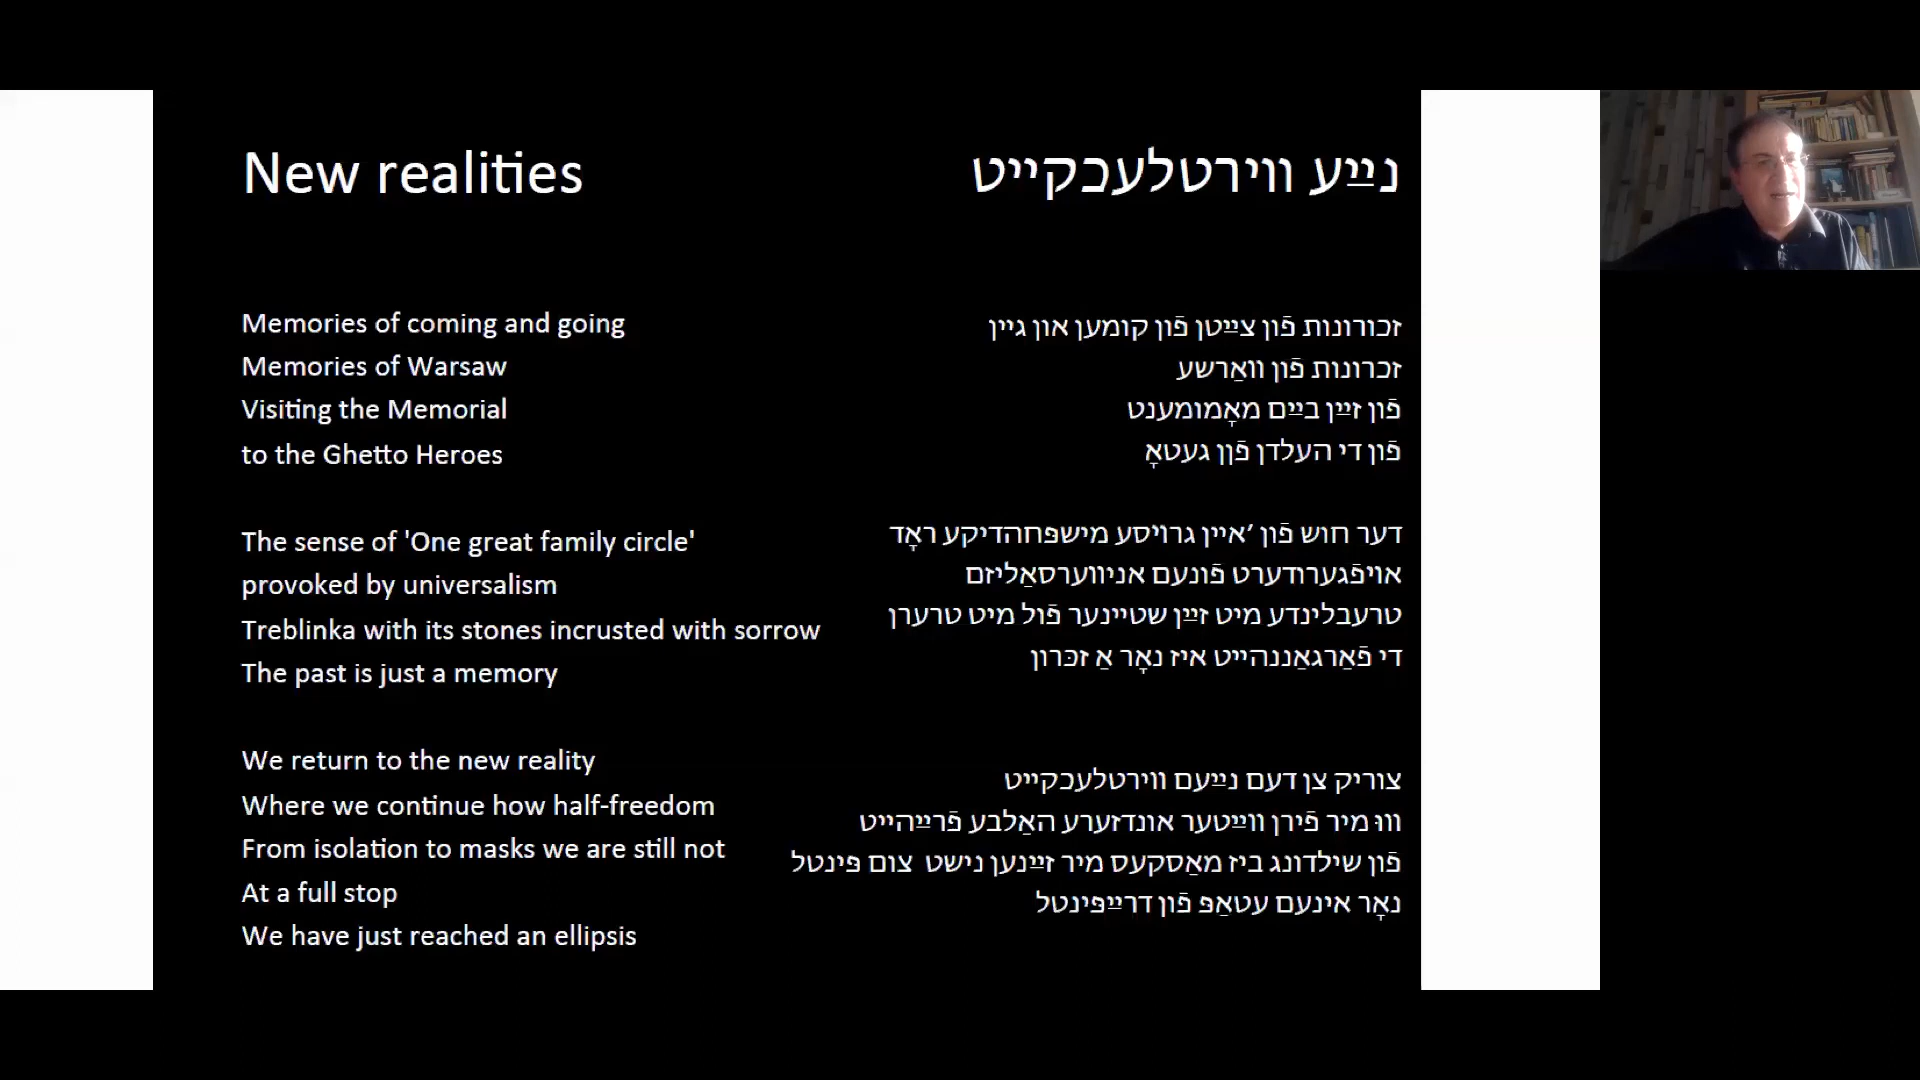 New realities
Memories of coming and going
Memories of Warsaw
Visiting the Memorial
to the Ghetto Heroes
The sense of 'One great family circle'
provoked by universalism
Treblinka with its stones incrusted with sorrow
The past is just a memory
We return to the new reality
Where we continue how half-freedom
From isolation to masks we are still not
At a full stop
We have just reached an ellipsis
נײַע ווירטלעכקייט
זכורונות פֿון צײַטן פֿון קומען און גיין
זכרונות פֿון וואַרשע
פֿון זײַן בײַם מאָמומענט
פֿון די העלדן פֿון געטאָ
דער חוש פֿון ’איין גרויסע מישפּחהדיקע ראָד
אויפֿגערודערט פֿונעם אניווערסאַליזם
טרעבלינדע מיט זײַן שטיינער פֿול מיט טרערן
די פֿאַרגאַננהייט איז נאָר אַ זכּרון
צוריק צן דעם נײַעם ווירטלעכקייט
וווּ מיר פֿירן ווײַטער אונדזערע האַלבע פֿרײַהייט
פֿון שילדונג ביז מאַסקעס מיר זײַנען נישט צום פּינטל
נאָר אינעם עטאַפּ פֿון דרײַפּינטל